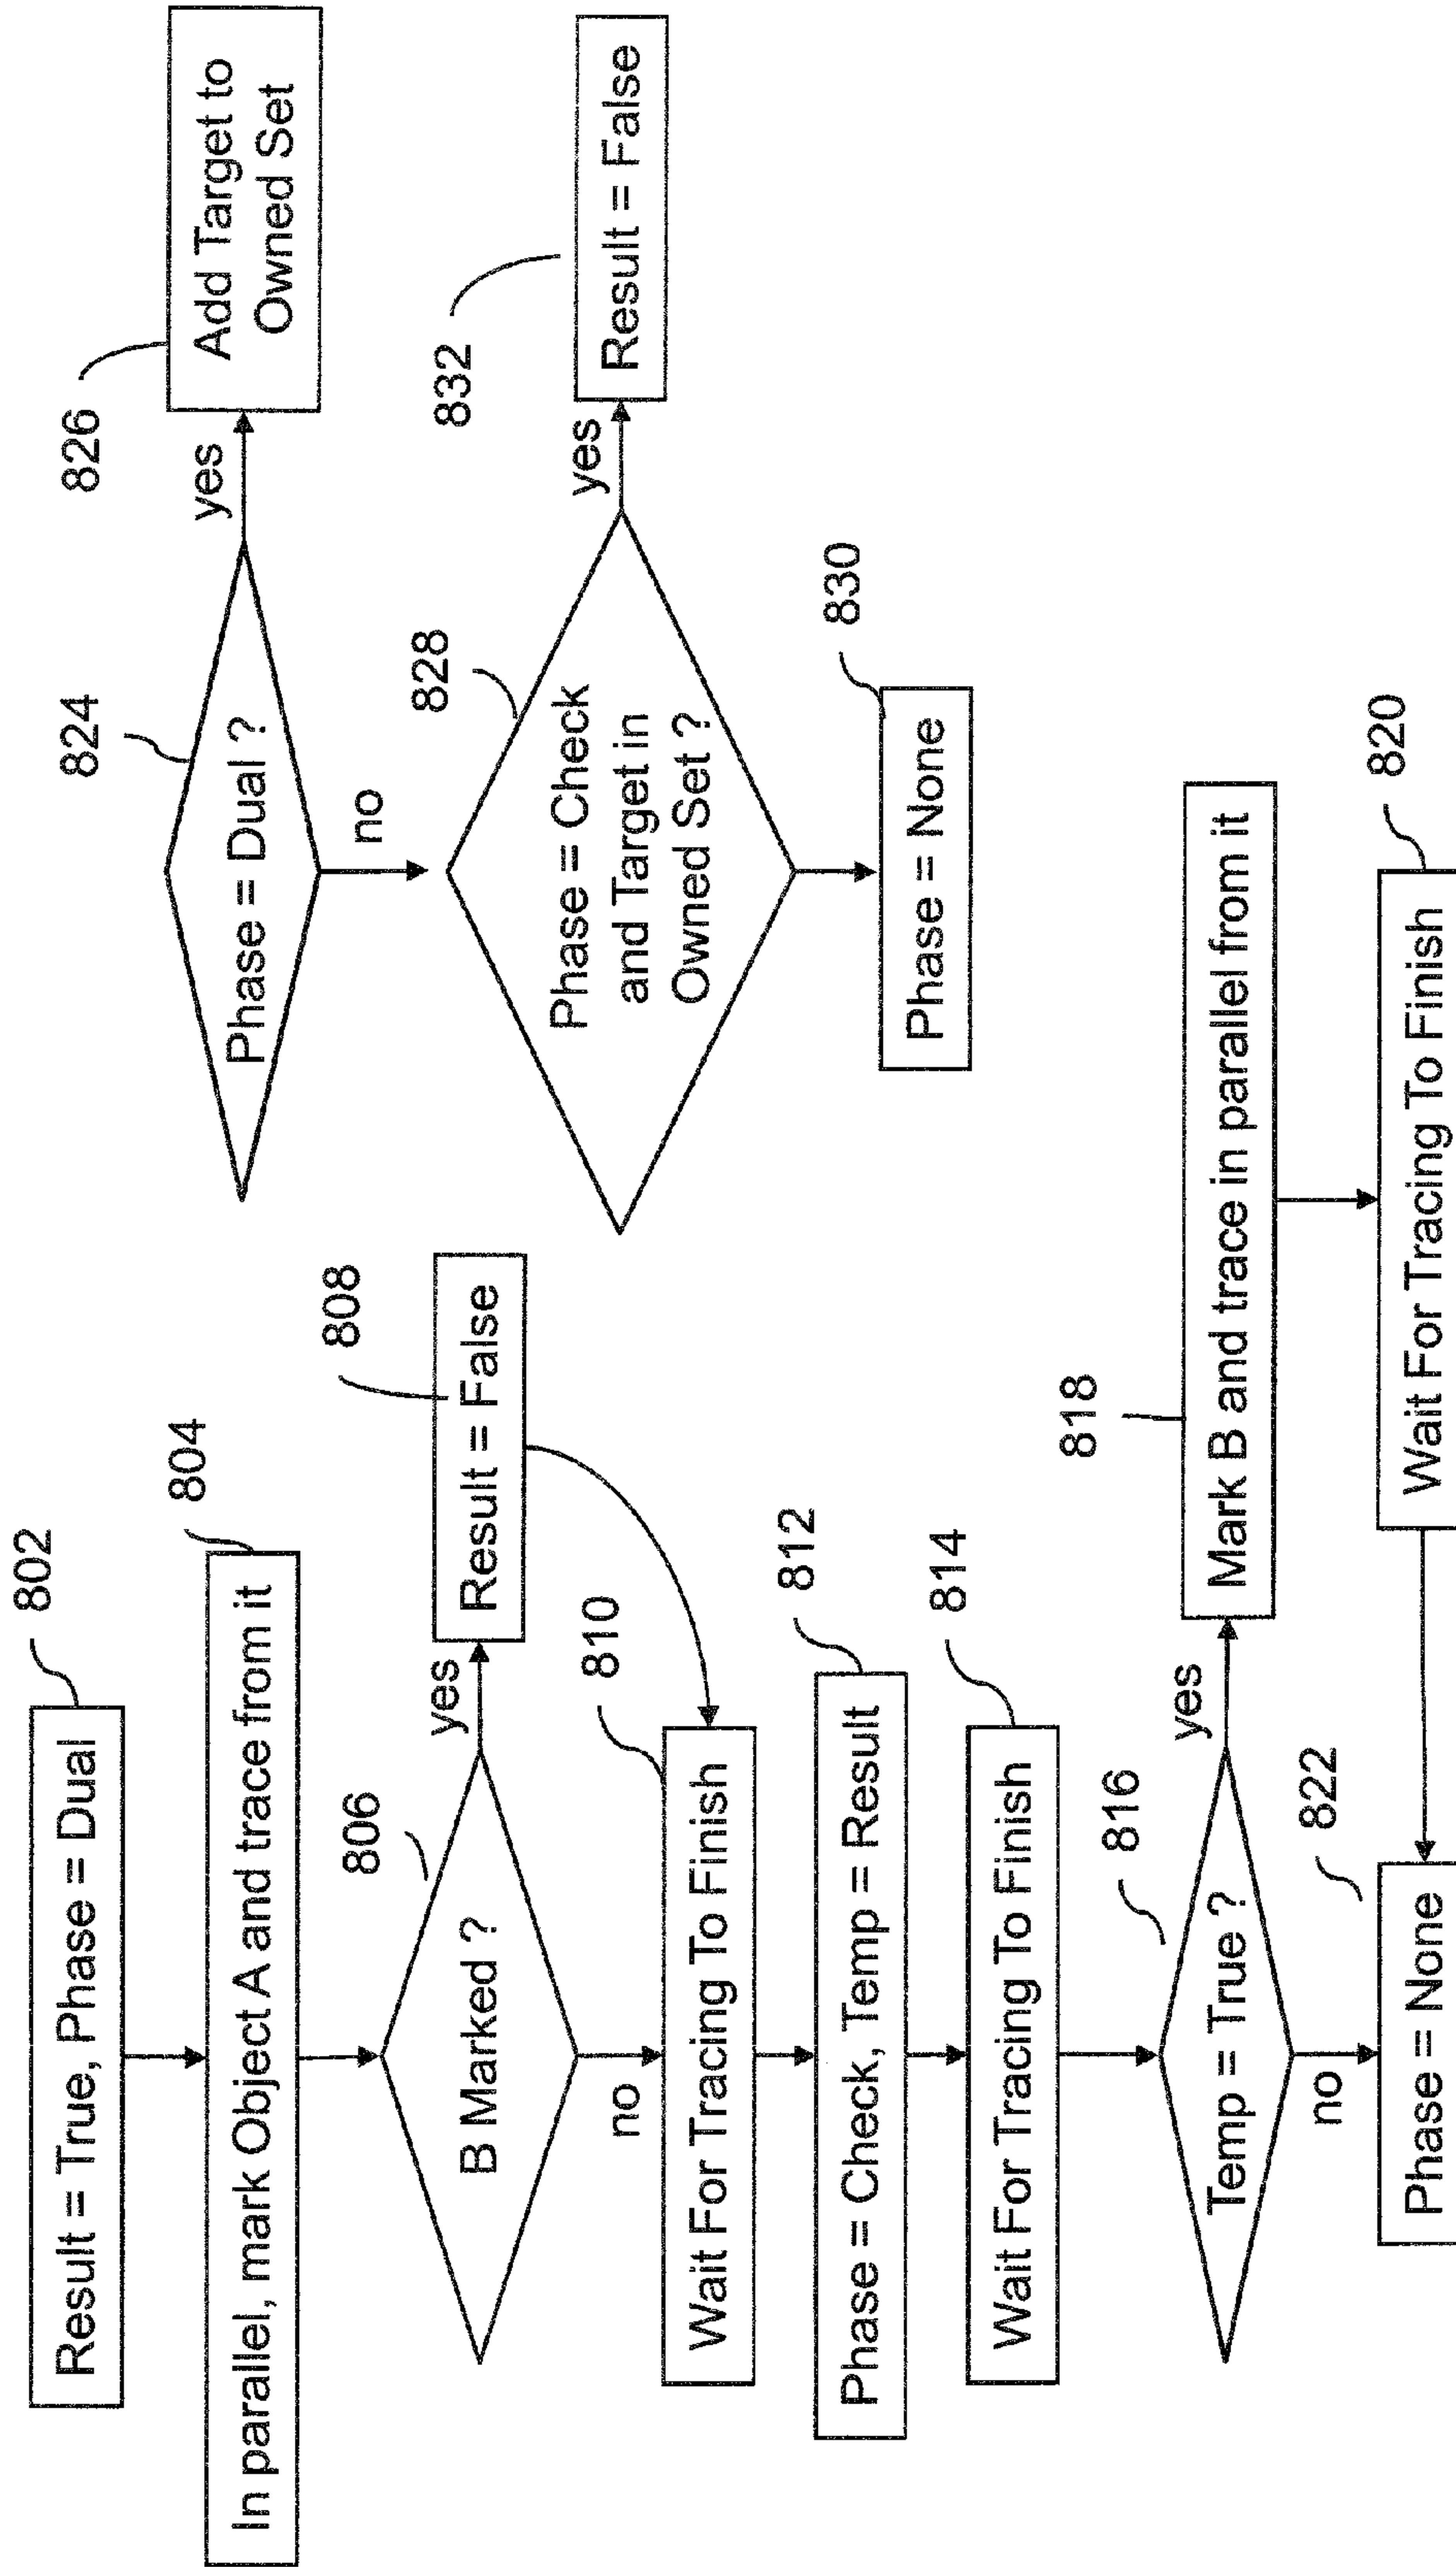 802
Result = True, Phase = Dual
804
In parallel, mark Object A and trace from it
806
B Marked ?
yes
808
Result = False
no
810
Wait For Tracing To Finish
812
Phase = Check, Temp = Result
814
Wait For Tracing To Finish
816
Temp = True ?
yes
818
Mark B and trace in parallel from it
820
Wait For Tracing To Finish
no
822
Phase = None
824
Phase = Dual ?
yes
826
Add Target to
Owned Set
no
828
Phase = Check
and Target in
Owned Set ?
yes
832
Result = False
830
Phase = None